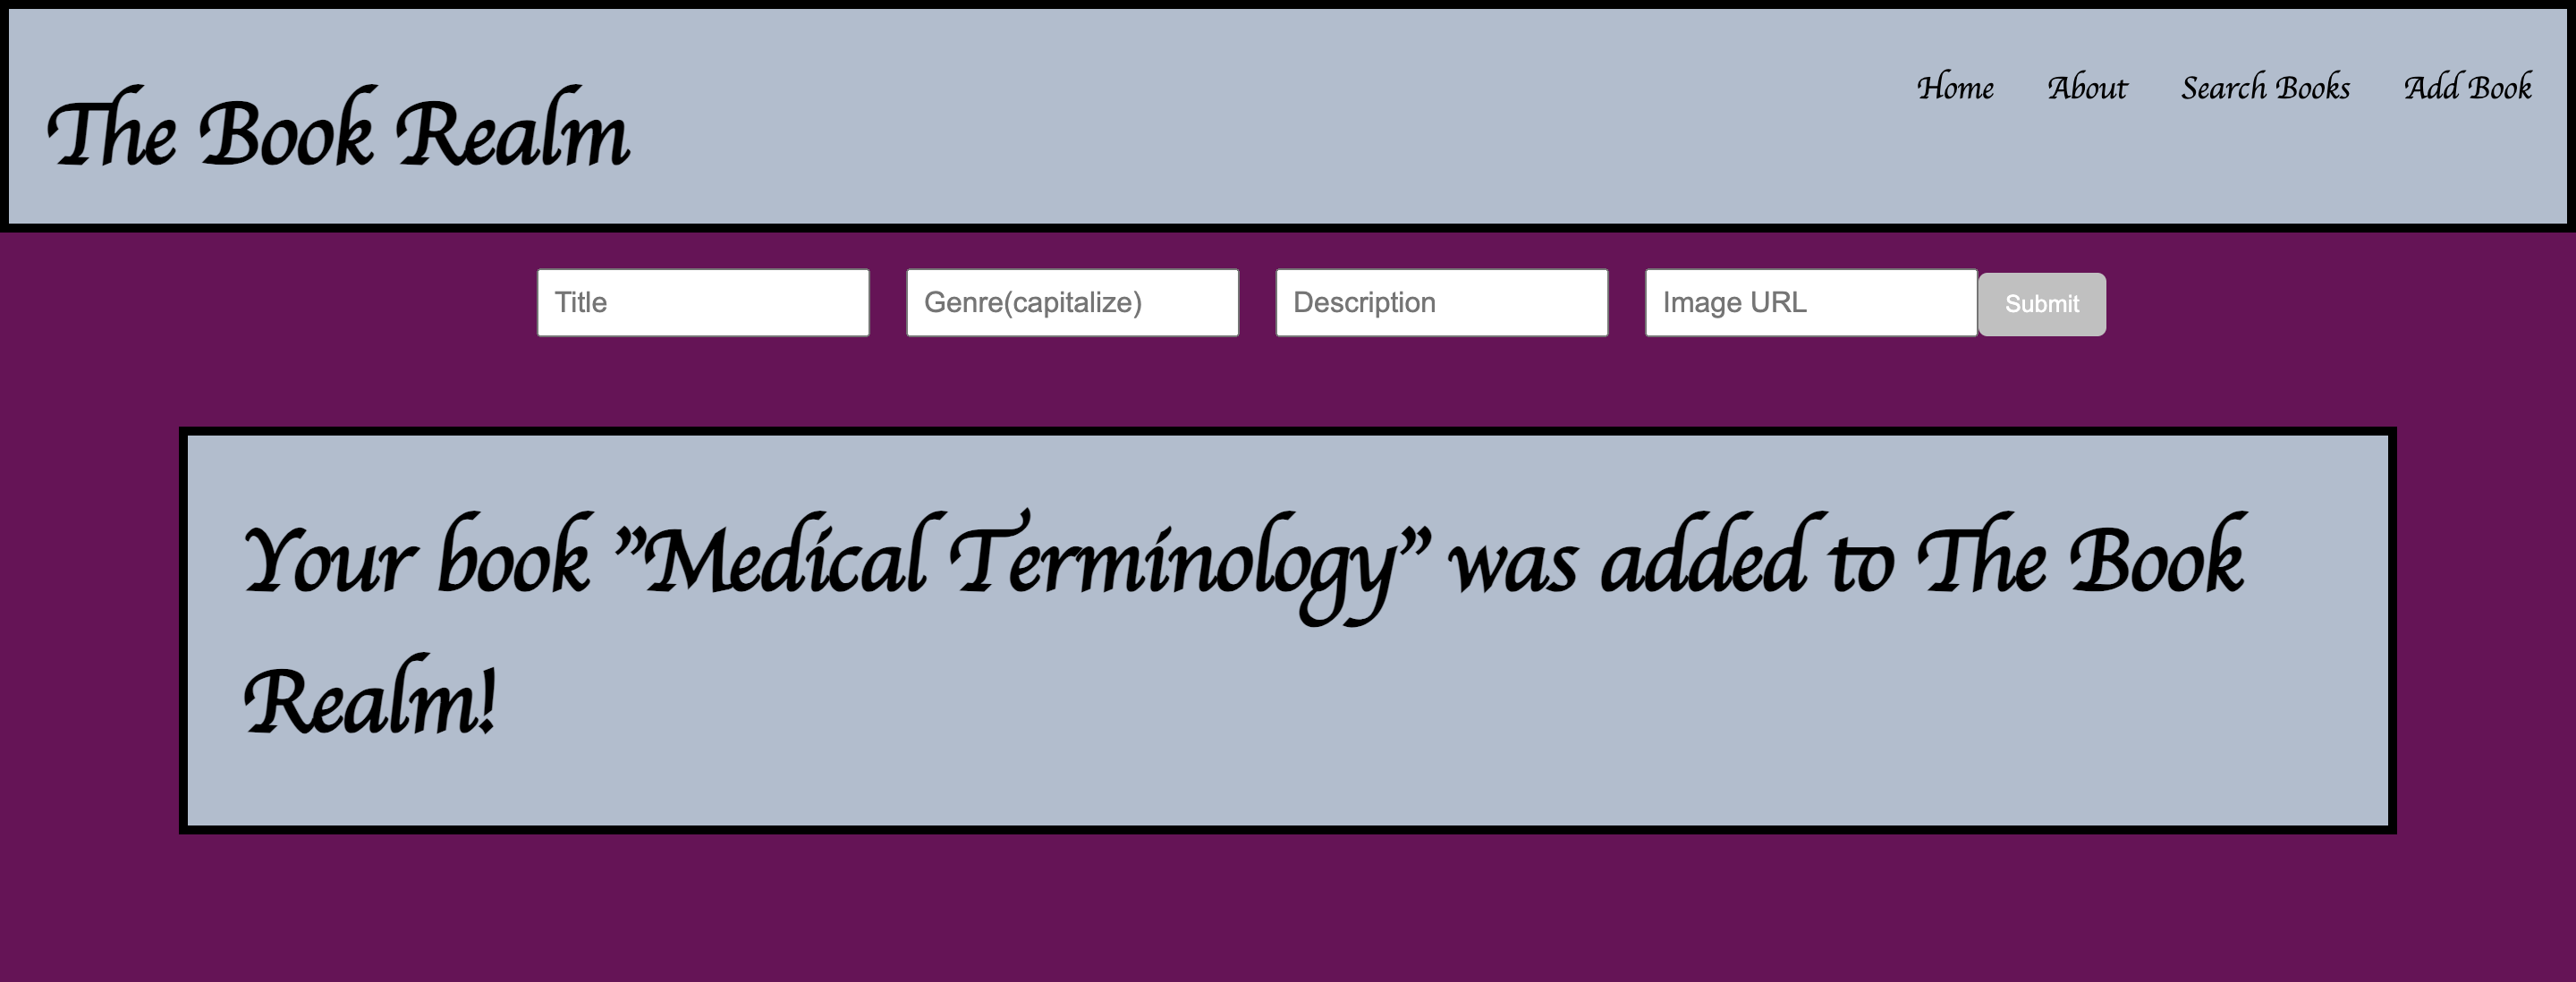 The Book Realm
Home About Search Books Add Book
Title Genre(capitalize) Description Image URL Submit
Your book "Medical Terminology" was added to The Book
Realm!